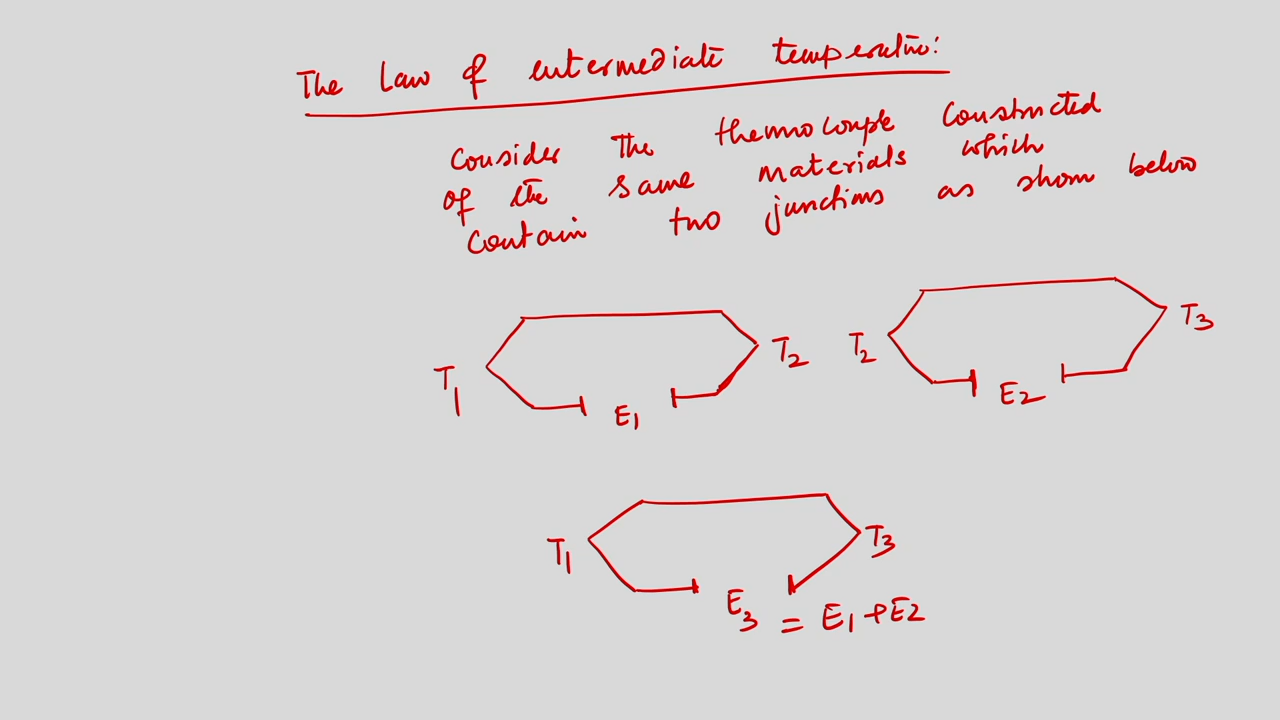 The Law of intermediate temperature:
Consider the thermocouple constructed
of the same materials which
contain two junctions as shown below
T1 T2 T2 T3
E1 E2
T1 T3
E3 = E1 + E2